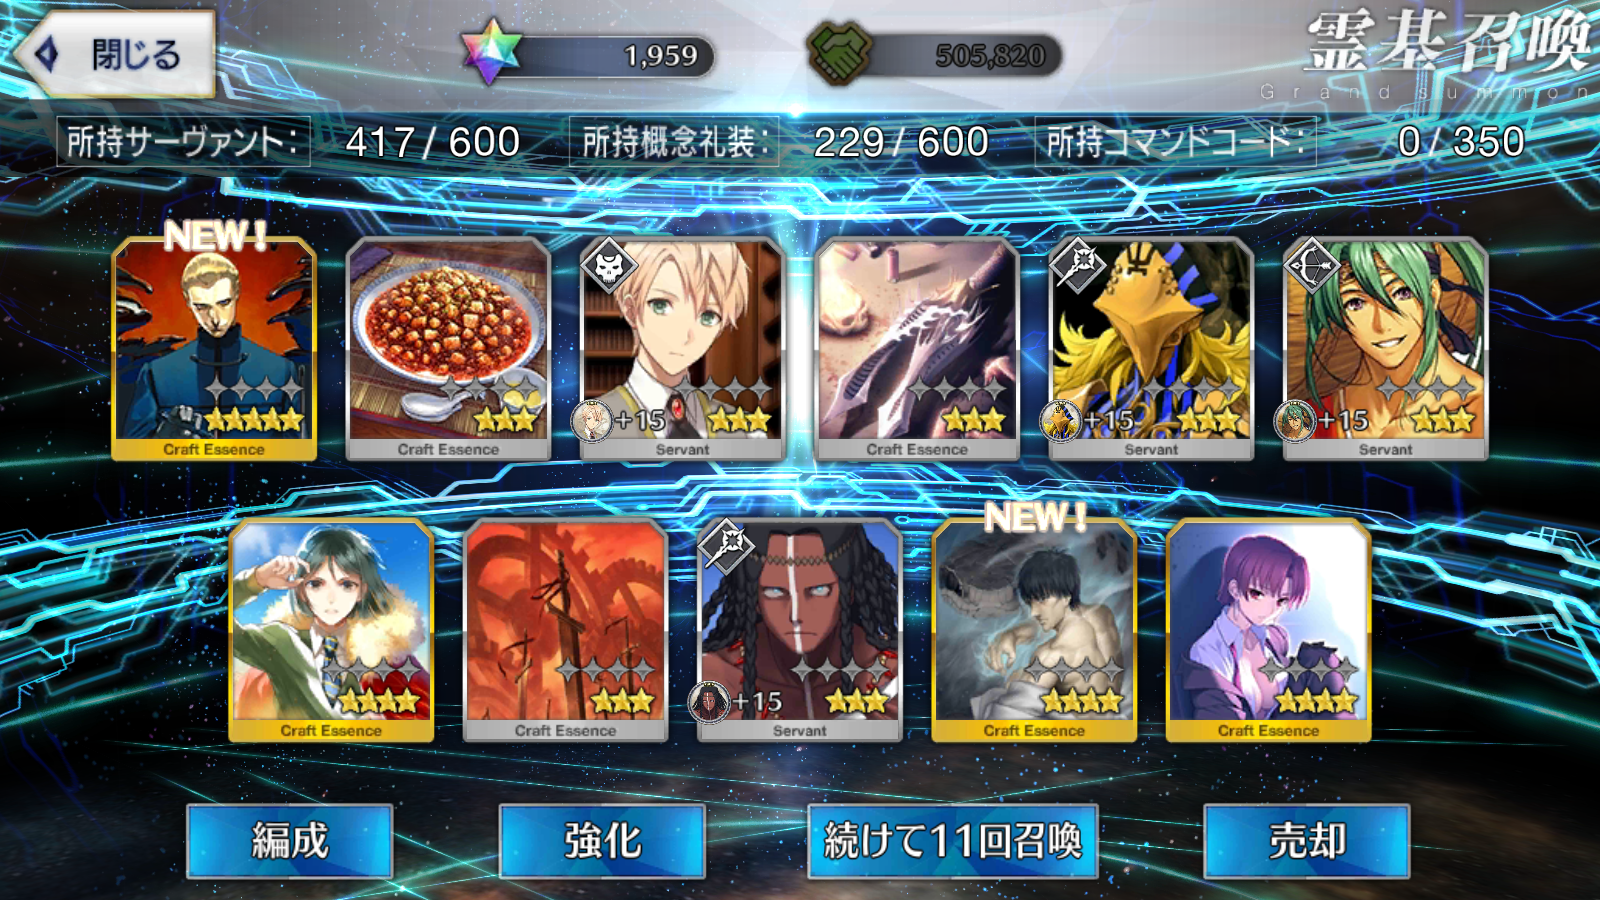 閉じる
1,959
505,820
霊基召喚
Grand summon
所持サーヴァント: 417 / 600
所持概念礼装: 229 / 600
所持コマンドコード: 0 / 350
NEW!
Craft Essence
Craft Essence
+15
Servant
Craft Essence
+15
Servant
+15
Servant
NEW!
Craft Essence
Craft Essence
+15
Servant
Craft Essence
Craft Essence
編成
強化
続けて11回召喚
売却